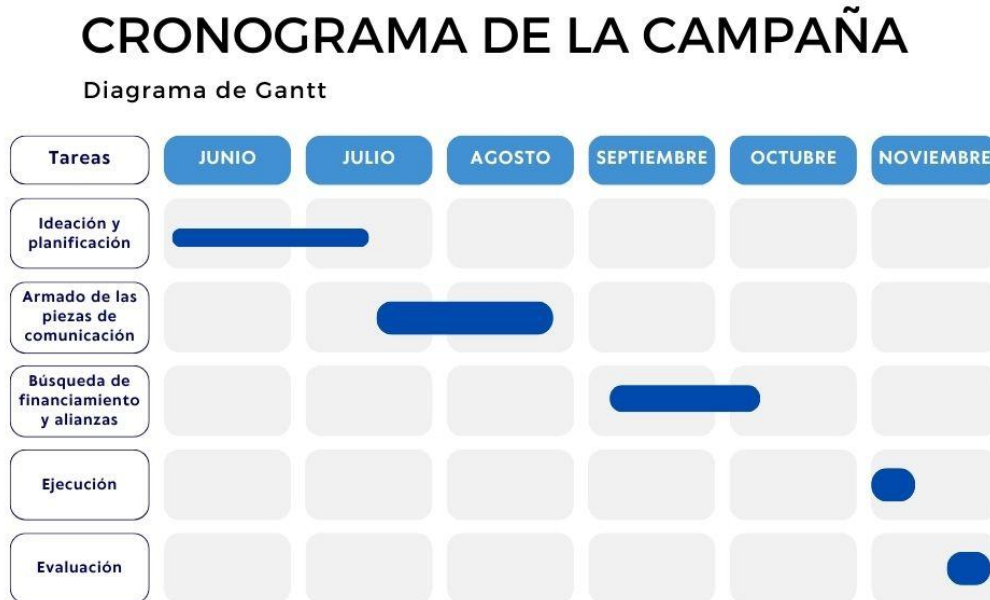 CRONOGRAMA DE LA CAMPAÑA
Diagrama de Gantt
Tareas JUNIO JULIO AGOSTO SEPTIEMBRE OCTUBRE NOVIEMBRE
Ideación y
planificación
Armado de las
piezas de
comunicación
Búsqueda de
financiamiento
y alianzas
Ejecución
Evaluación